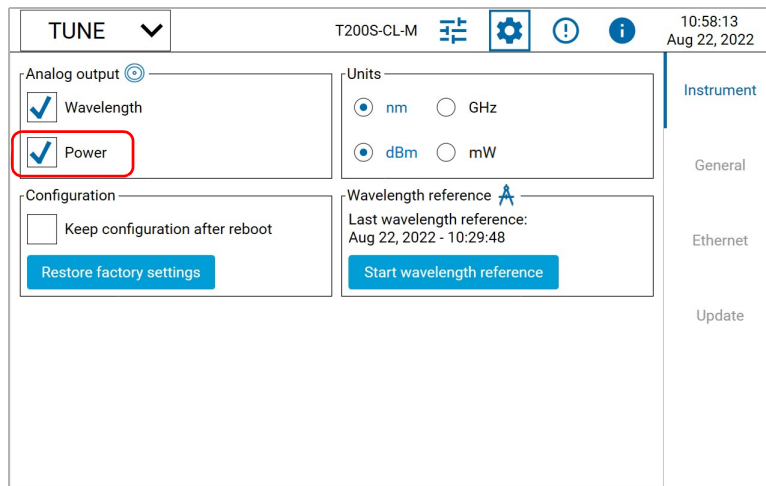 TUNE
T200S-CL-M
10:58:13
Aug 22, 2022
Analog output
Wavelength
Power
Units
nm GHz
dBm mW
Configuration
Keep configuration after reboot
Restore factory settings
Wavelength reference
Last wavelength reference:
Aug 22, 2022 - 10:29:48
Start wavelength reference
Instrument
General
Ethernet
Update